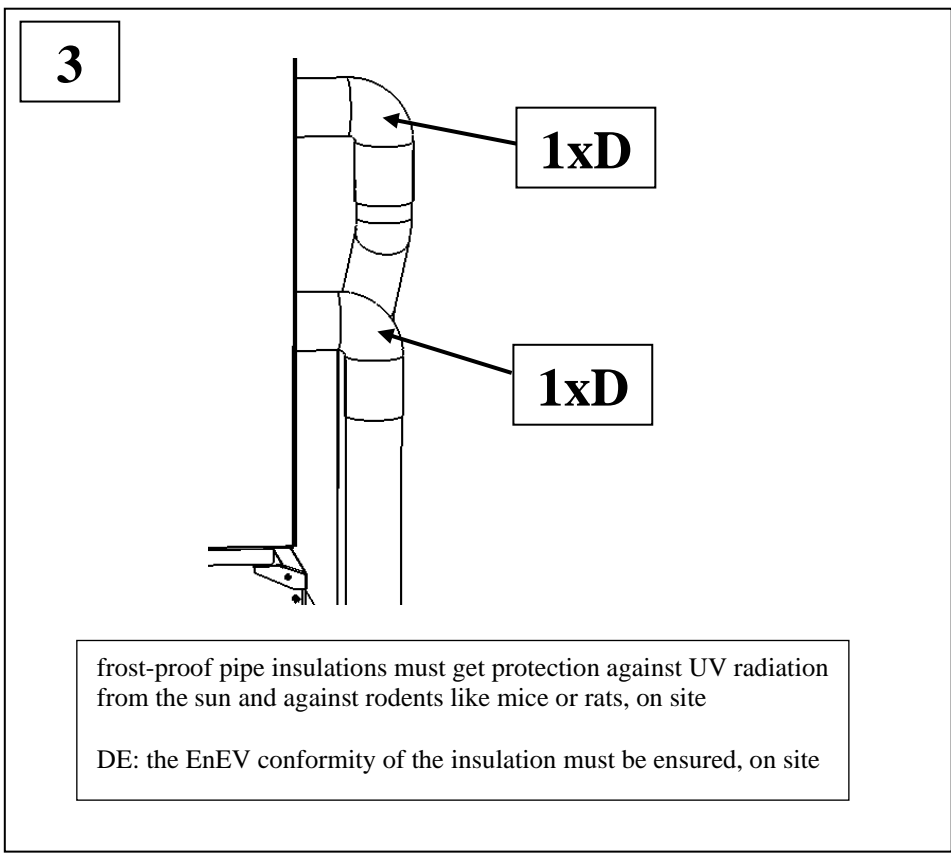 3
1xD
1xD
frost-proof pipe insulations must get protection against UV radiation
from the sun and against rodents like mice or rats, on site
DE: the EnEV conformity of the insulation must be ensured, on site